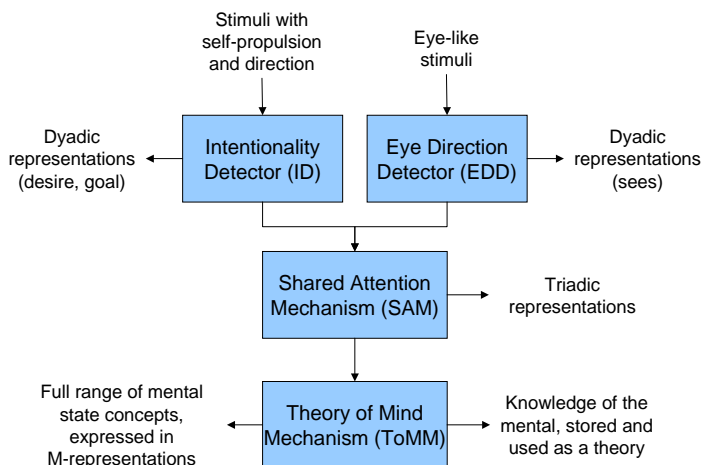 Stimuli with
self-propulsion
and direction
Eye-like
stimuli
Dyadic
representations
(desire, goal)
Intentionality
Detector (ID)
Eye Direction
Detector (EDD)
Dyadic
representations
(sees)
Shared Attention
Mechanism (SAM)
Triadic
representations
Full range of mental
state concepts,
expressed in
M-representations
Theory of Mind
Mechanism (ToMM)
Knowledge of the
mental, stored and
used as a theory